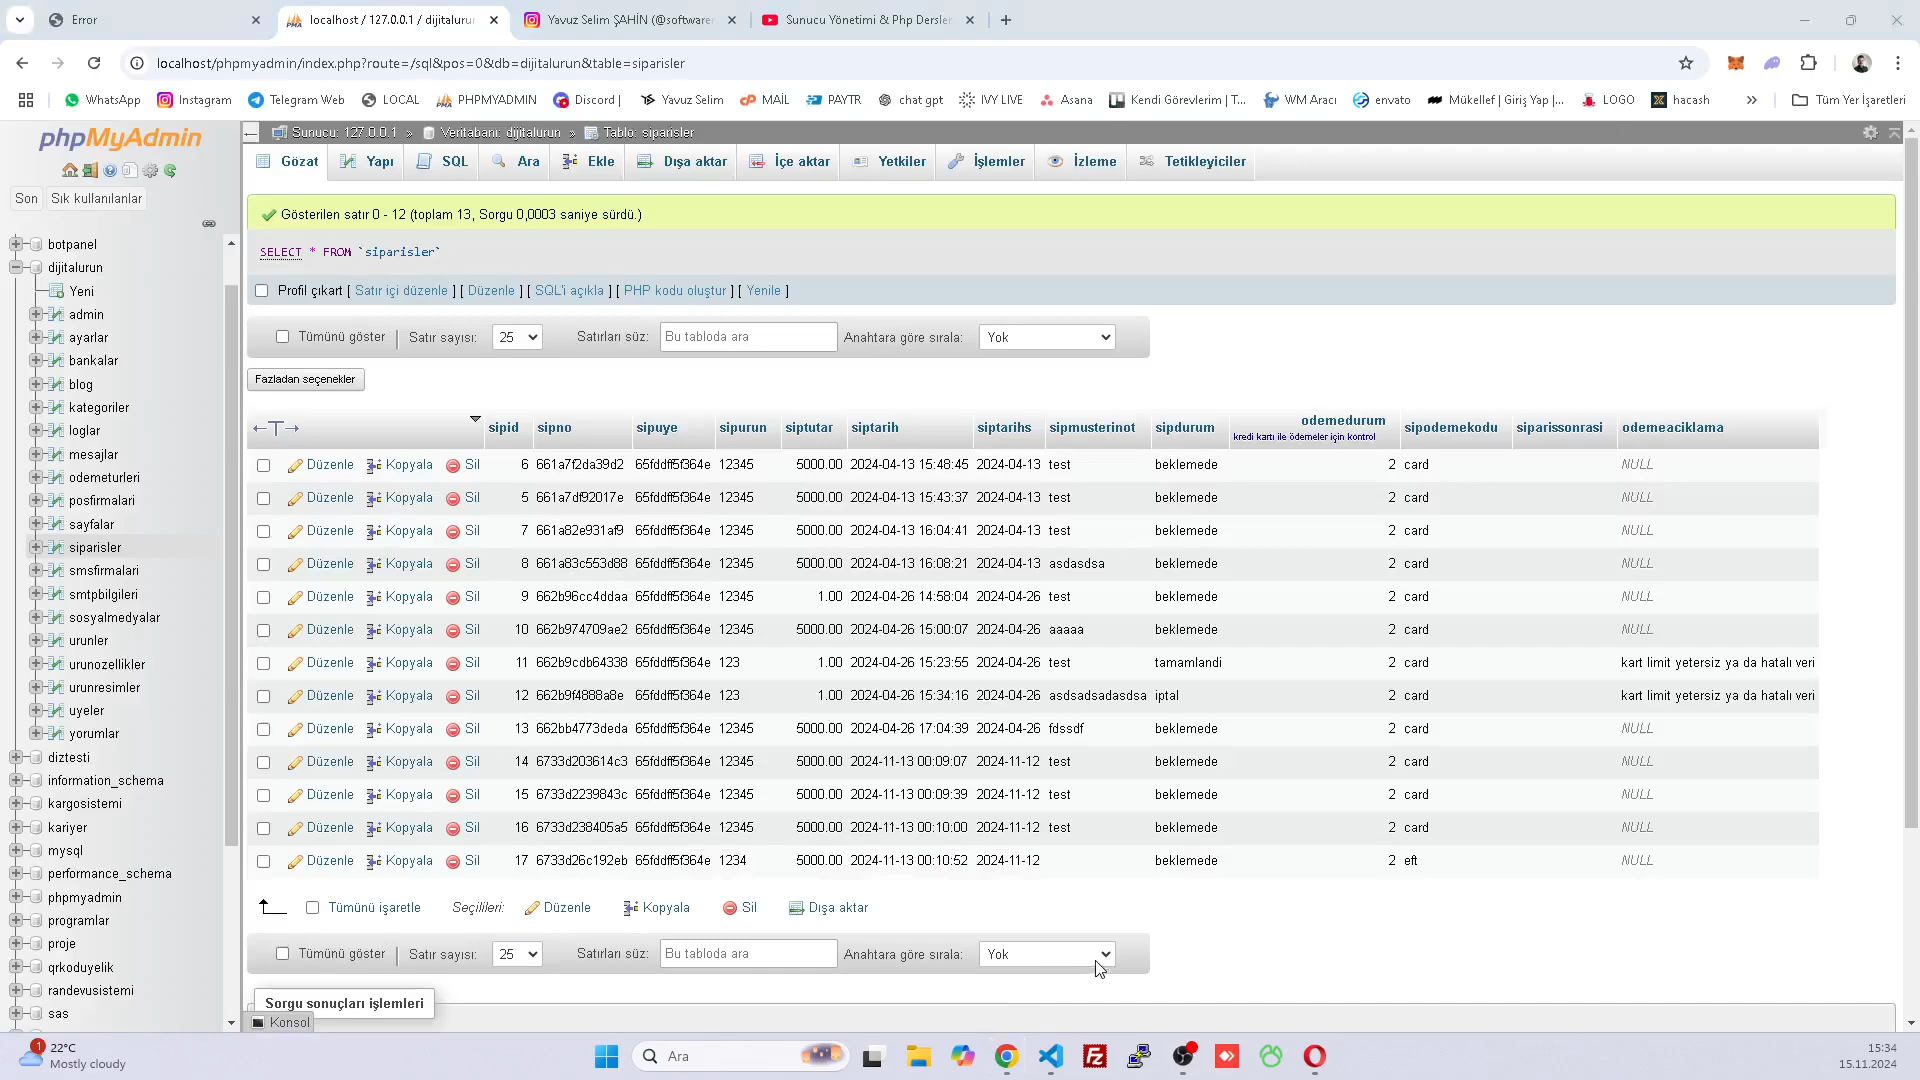 Error
localhost / 127.0.0.1 / dijitalurun
Yavuz Selim ŞAHİN (@software
Sunucu Yönetimi & Php Dersler
localhost/phpmyadmin/index.php?route=/sql&pos=0&db=dijitalurun&table=siparisler
WhatsApp
Instagram
Telegram Web
LOCAL
PHPMYADMIN
Discord |
Yavuz Selim
MAİL
PAYTR
chat gpt
IVY LIVE
Asana
Kendi Görevlerim | T...
WM Aracı
envato
Mükellef | Giriş Yap |...
LOGO
hacash
Tüm Yer İşaretleri
phpMyAdmin
Son
Sık kullanılanlar
botpanel
dijitalurun
Yeni
admin
ayarlar
bankalar
blog
kategoriler
loglar
mesajlar
odemeturleri
posfirmalari
sayfalar
siparisler
smsfirmalari
smtpbilgileri
sosyalmedyalar
urunler
urunozellikler
urunresimler
uyeler
yorumlar
diztesti
information_schema
kargosistemi
kariyer
mysql
performance_schema
phpmyadmin
programlar
proje
qrkoduyelik
randevusistemi
sas
Sunucu: 127.0.0.1 » Veritabanı: dijitalurun » Tablo: siparisler
Gözat Yapı SQL Ara Ekle Dışa aktar İçe aktar Yetkiler İşlemler İzleme Tetikleyiciler
Gösterilen satır 0 - 12 (toplam 13, Sorgu 0,0003 saniye sürdü.)
SELECT * FROM `siparisler`
Profil çıkart [ Satır içi düzenle ] [ Düzenle ] [ SQL'i açıkla ] [ PHP kodu oluştur ] [ Yenile ]
Tümünü göster Satır sayısı: 25 Satırları süz: Bu tabloda ara Anahtara göre sırala: Yok
Fazladan seçenekler
←T→ sipid sipno sipuye sipurun siptutar siptarih siptarihs sipmusterinot sipdurum odemedurum sipodemekodu siparissonrasi odemeaciklama
kredi kartı ile ödemeler için kontrol
Düzenle Kopyala Sil 6 661a7f2da39d2 65fddff5f364e 12345 5000.00 2024-04-13 15:48:45 2024-04-13 test beklemede 2 card NULL
Düzenle Kopyala Sil 5 661a7df92017e 65fddff5f364e 12345 5000.00 2024-04-13 15:43:37 2024-04-13 test beklemede 2 card NULL
Düzenle Kopyala Sil 7 661a82e931af9 65fddff5f364e 12345 5000.00 2024-04-13 16:04:41 2024-04-13 test beklemede 2 card NULL
Düzenle Kopyala Sil 8 661a83c553d88 65fddff5f364e 12345 5000.00 2024-04-13 16:08:21 2024-04-13 asdasdsa beklemede 2 card NULL
Düzenle Kopyala Sil 9 662b96cc4ddaa 65fddff5f364e 12345 1.00 2024-04-26 14:58:04 2024-04-26 test beklemede 2 card NULL
Düzenle Kopyala Sil 10 662b974709ae2 65fddff5f364e 12345 5000.00 2024-04-26 15:00:07 2024-04-26 aaaaa beklemede 2 card NULL
Düzenle Kopyala Sil 11 662b9cdb64338 65fddff5f364e 123 1.00 2024-04-26 15:23:55 2024-04-26 test tamamlandi 2 card kart limit yetersiz ya da hatalı veri
Düzenle Kopyala Sil 12 662b9f4888a8e 65fddff5f364e 123 1.00 2024-04-26 15:34:16 2024-04-26 asdsadsadasdsa iptal 2 card kart limit yetersiz ya da hatalı veri
Düzenle Kopyala Sil 13 662bb4773deda 65fddff5f364e 12345 5000.00 2024-04-26 17:04:39 2024-04-26 fdssdf beklemede 2 card NULL
Düzenle Kopyala Sil 14 6733d203614c3 65fddff5f364e 12345 5000.00 2024-11-13 00:09:07 2024-11-12 test beklemede 2 card NULL
Düzenle Kopyala Sil 15 6733d2239843c 65fddff5f364e 12345 5000.00 2024-11-13 00:09:39 2024-11-12 test beklemede 2 card NULL
Düzenle Kopyala Sil 16 6733d238405a5 65fddff5f364e 12345 5000.00 2024-11-13 00:10:00 2024-11-12 test beklemede 2 card NULL
Düzenle Kopyala Sil 17 6733d26c192eb 65fddff5f364e 1234 5000.00 2024-11-13 00:10:52 2024-11-12 beklemede 2 eft NULL
Tümünü işaretle Seçilileri: Düzenle Kopyala Sil Dışa aktar
Tümünü göster Satır sayısı: 25 Satırları süz: Bu tabloda ara Anahtara göre sırala: Yok
Sorgu sonuçları işlemleri
Konsol
1
22°C
Mostly cloudy
Ara
15:34
15.11.2024